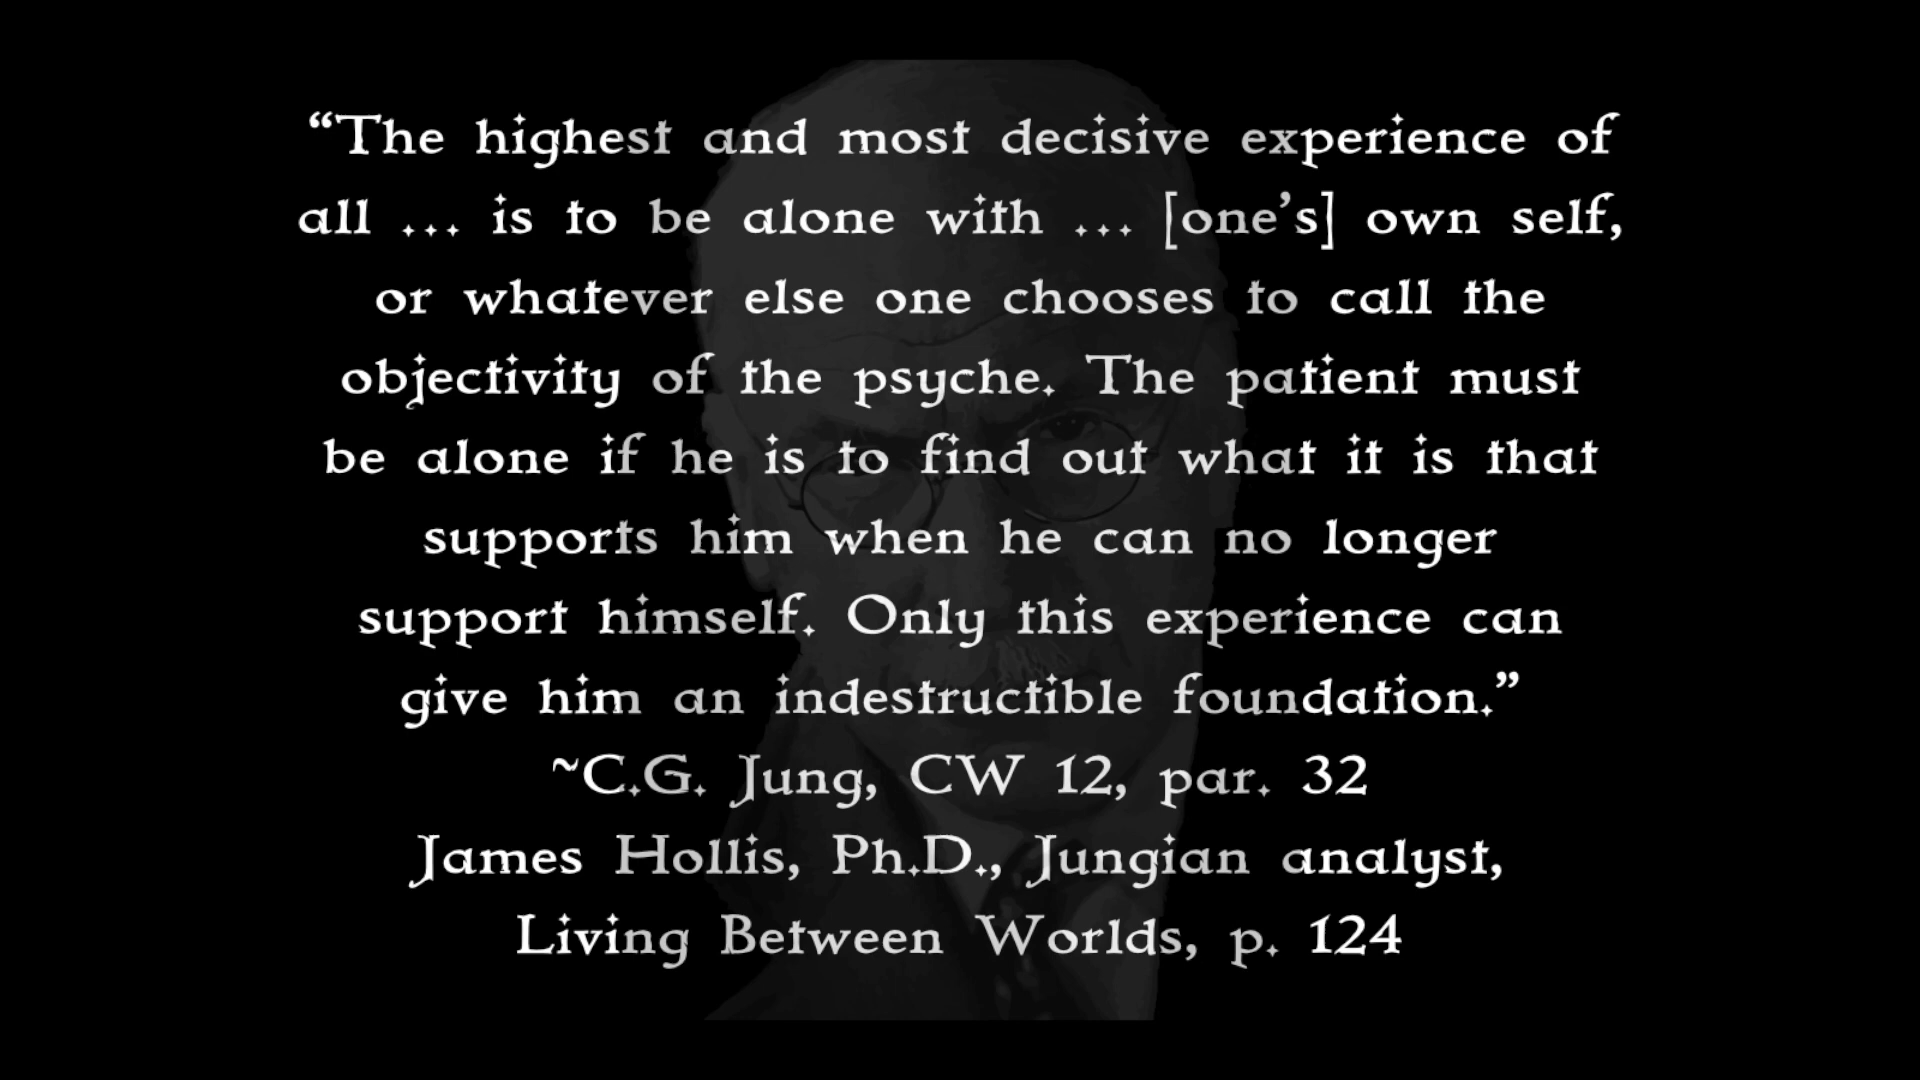 “The highest and most decisive experience of
all ... is to be alone with ... [one’s] own self,
or whatever else one chooses to call the
objectivity of the psyche. The patient must
be alone if he is to find out what it is that
supports him when he can no longer
support himself. Only this experience can
give him an indestructible foundation.”
~C.G. Jung, CW 12, par. 32
James Hollis, Ph.D., Jungian analyst,
Living Between Worlds, p. 124